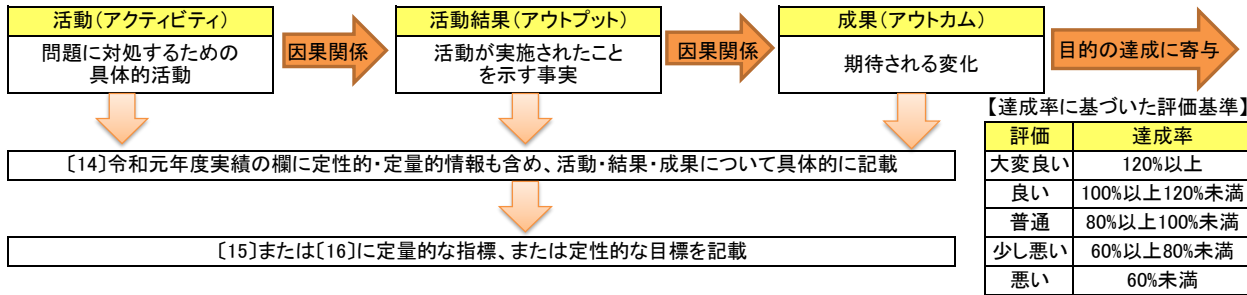 活動(アクティビティ)
問題に対処するための
具体的活動
因果関係
活動結果(アウトプット)
活動が実施されたこと
を示す事実
因果関係
成果(アウトカム)
期待される変化
目的の達成に寄与
〔14〕令和元年度実績の欄に定性的・定量的情報も含め、活動・結果・成果について具体的に記載
〔15〕または〔16〕に定量的な指標、または定性的な目標を記載
【達成率に基づいた評価基準】
評価 達成率
大変良い 120%以上
良い 100%以上120%未満
普通 80%以上100%未満
少し悪い 60%以上80%未満
悪い 60%未満